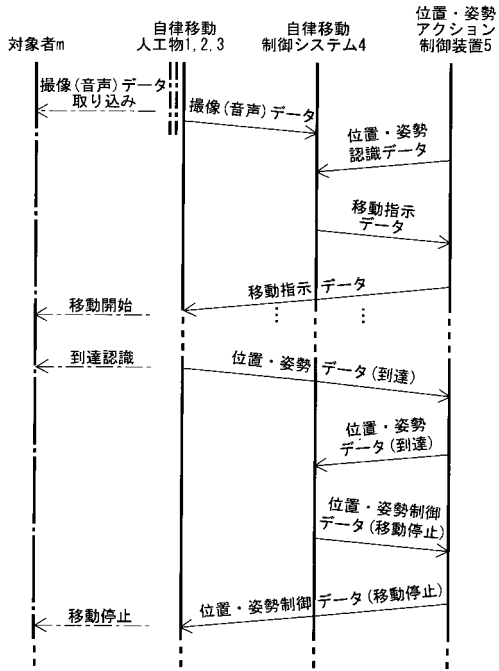 対象者m
自律移動
人工物1,2,3
自律移動
制御システム4
位置・姿勢
アクション
制御装置5
撮像(音声)データ
取り込み
撮像(音声)データ
位置・姿勢
認識データ
移動指示
データ
移動指示 データ
移動開始
到達認識
位置・姿勢 データ(到達)
位置・姿勢
データ(到達)
位置・姿勢制御
データ(移動停止)
位置・姿勢制御 データ(移動停止)
移動停止